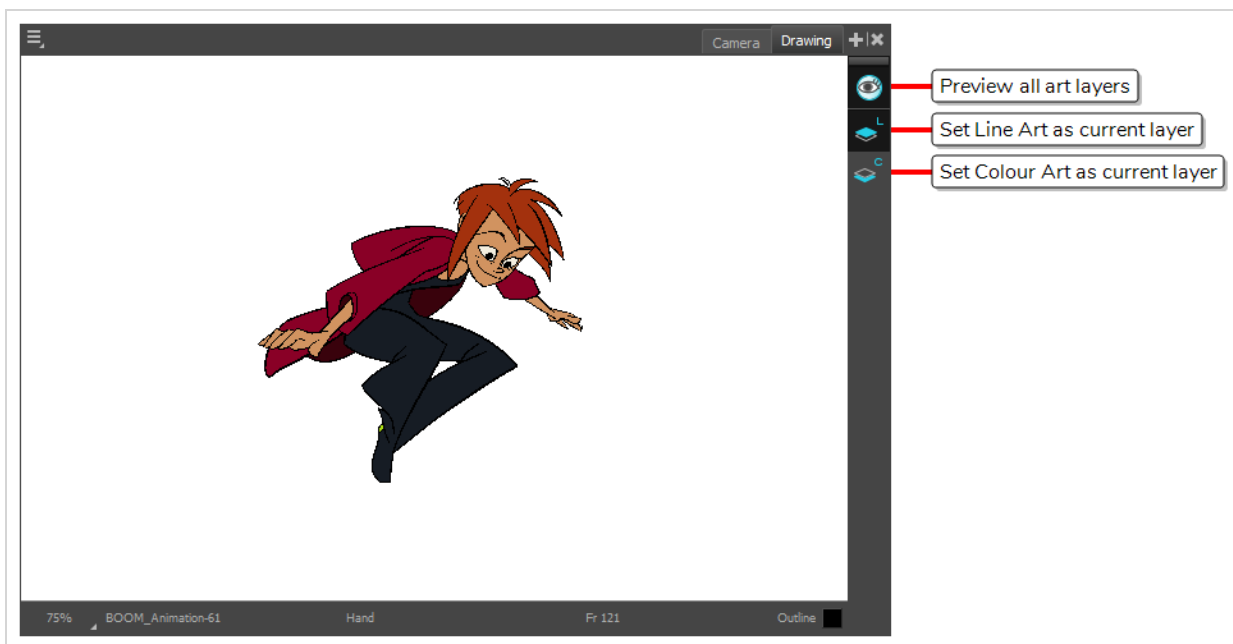 Camera Drawing
Preview all art layers
L
Set Line Art as current layer
C
Set Colour Art as current layer
75% BOOM_Animation-61 Hand Fr 121 Outline